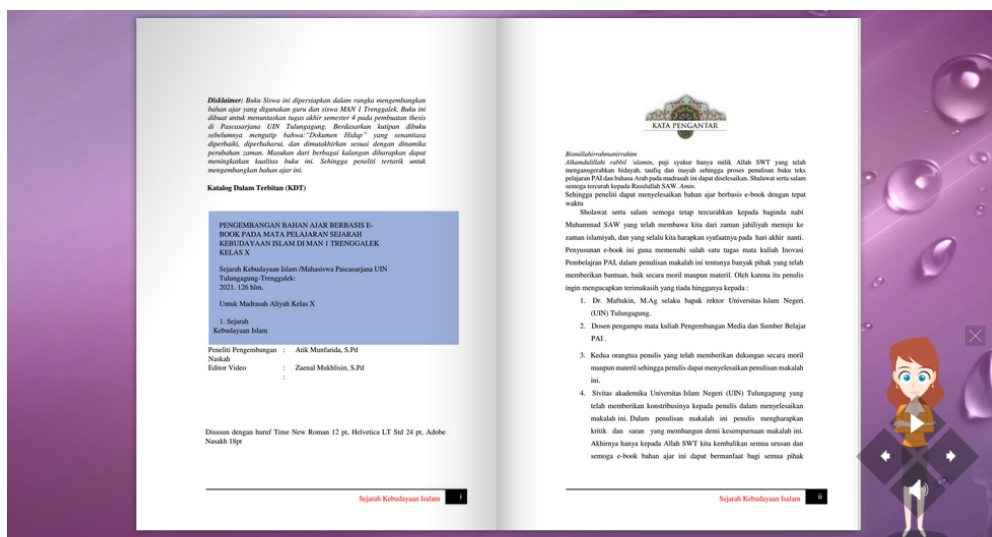 Disklaimer: Buku Siswa ini dipersiapkan dalam rangka mengembangkan
bahan ajar yang digunakan guru dan siswa MAN 1 Trenggalek. Buku ini
dibuat untuk menuntaskan tugas akhir semester 4 pada pembuatan thesis
di Pascasarjana UIN Tulungagung. Berdasarkan kutipan dibuku
sebelumnya mengutip bahwa:"Dokumen Hidup" yang senantiasa
diperbaiki, diperbaharui, dan dimutakhirkan sesuai dengan dinamika
perubahan zaman. Masukan dari berbagai kalangan diharapkan dapat
meningkatkan kualitas buku ini. Sehingga peneliti tertarik untuk
mengembangkan bahan ajar ini.
Katalog Dalam Terbitan (KDT)
PENGEMBANGAN BAHAN AJAR BERBASIS E-
BOOK PADA MATA PELAJARAN SEJARAH
KEBUDAYAAN ISLAM DI MAN 1 TRENGGALEK
KELAS X
Sejarah Kebudayaan Islam /Mahasiswa Pascasarjana UIN
Tulungagung-Trenggalek:
2021. 126 hlm.
Untuk Madrasah Aliyah Kelas X
1. Sejarah
Kebudayaan Islam
Peneliti Pengembangan : Atik Munfarida, S.Pd
Naskah
Editor Video : Zaenal Mukhlisin, S.Pd
:
Disusun dengan huruf Time New Roman 12 pt, Helvetica LT Std 24 pt, Adobe
Nasakh 18pt
Sejarah Kebudayaan Isalam i
KATA PENGANTAR
Bismillahirrahmanirrahim
Alhamdulillahi rabbil 'alamin, puji syukur hanya milik Allah SWT yang telah
menganugerahkan hidayah, taufiq dan inayah sehingga proses penulisan buku teks
pelajaran PAI dan bahasa Arab pada madrasah ini dapat diselesaikan. Shalawat serta salam
semoga tercurah kepada Rasulullah SAW. Amin.
Sehingga peneliti dapat menyelesaikan bahan ajar berbasis e-book dengan tepat
waktu
Sholawat serta salam semoga tetap tercurahkan kepada baginda nabi
Muhammad SAW yang telah membawa kita dari zaman jahiliyah menuju ke
zaman islamiyah, dan yang selalu kita harapkan syafaatnya pada hari akhir nanti.
Penyusunan e-book ini guna memenuhi salah satu tugas mata kuliah Inovasi
Pembelajran PAI, dalam penulisan makalah ini tentunya banyak pihak yang telah
memberikan bantuan, baik secara moril maupun materil. Oleh karena itu penulis
ingin mengucapkan terimakasih yang tiada hingganya kepada :
1. Dr. Maftukin, M.Ag selaku bapak rektor Universitas Islam Negeri
(UIN) Tulungagung.
2. Dosen pengampu mata kuliah Pengembangan Media dan Sumber Belajar
PAI .
3. Kedua orangtua penulis yang telah memberikan dukungan secara moril
maupun materil sehingga penulis dapat menyelesaikan penulisan makalah
ini.
4. Sivitas akademika Universitas Islam Negeri (UIN) Tulungagung yang
telah memberikan konstribusinya kepada penulis dalam menyelesaikan
makalah ini. Dalam penulisan makalah ini penulis mengharapkan
kritik dan saran yang membangun demi kesempurnaan makalah ini.
Akhirnya hanya kepada Allah SWT kita kembalikan semua urusan dan
semoga e-book bahan ajar ini dapat bermanfaat bagi semua pihak
Sejarah Kebudayaan Isalam ii